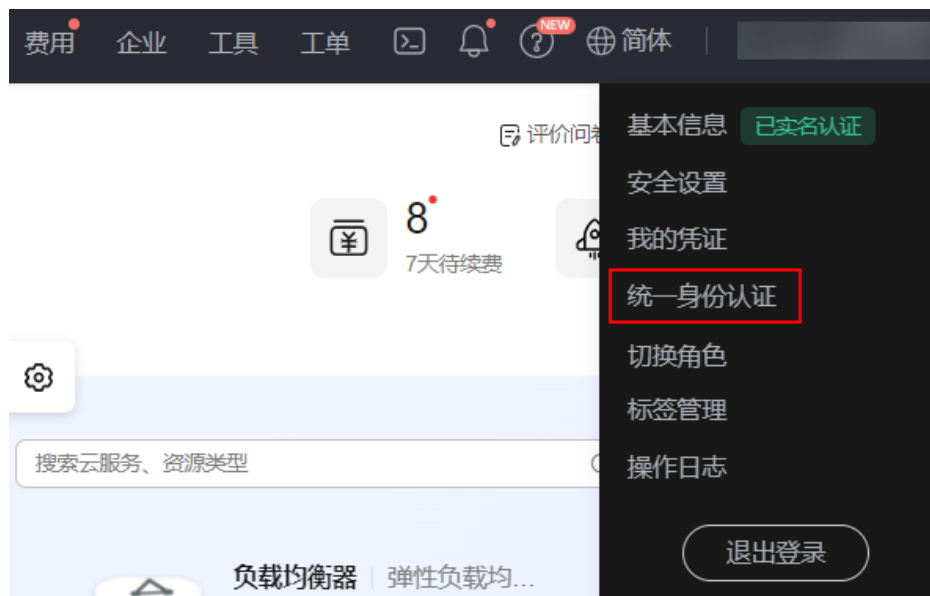 费用 企业 工具 工单 NEW 简体
评价问卷
基本信息 已实名认证
安全设置
8
7天待续费
我的凭证
统一身份认证
切换角色
标签管理
搜索云服务、资源类型
操作日志
退出登录
负载均衡器 弹性负载均...